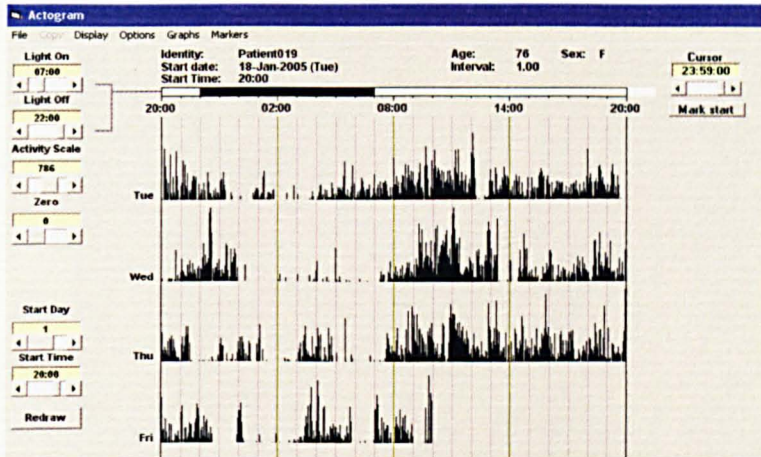 Actogram
File Copy Display Options Graphs Markers
Light On
07:00
Light Off
22:00
Activity Scale
786
Zero
0
Start Day
1
Start Time
20:00
Redraw
Identity: Patient019 Age: 76 Sex: F
Start date: 18-Jan-2005 (Tue) Interval: 1.00
Start Time: 20:00
20:00 02:00 08:00 14:00 20:00
Tue
Wed
Thu
Fri
Cursor
23:59:00
Mark start